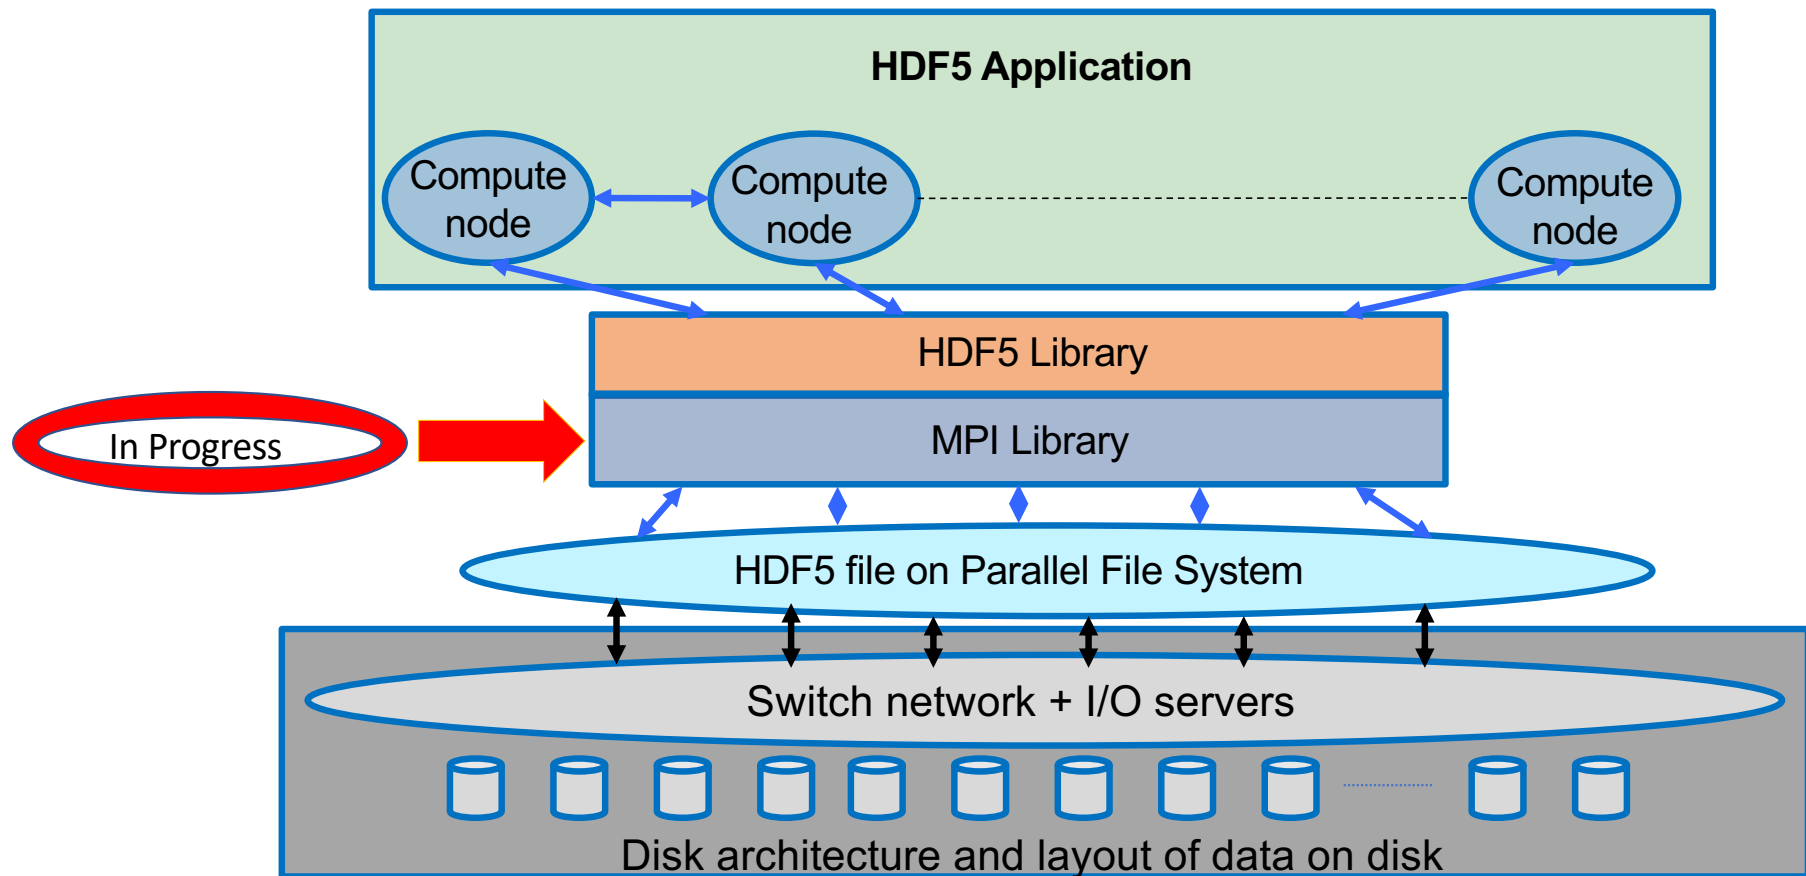 HDF5 Application
Compute
node
Compute
node
Compute
node
HDF5 Library
In Progress
MPI Library
HDF5 file on Parallel File System
Switch network + I/O servers
Disk architecture and layout of data on disk